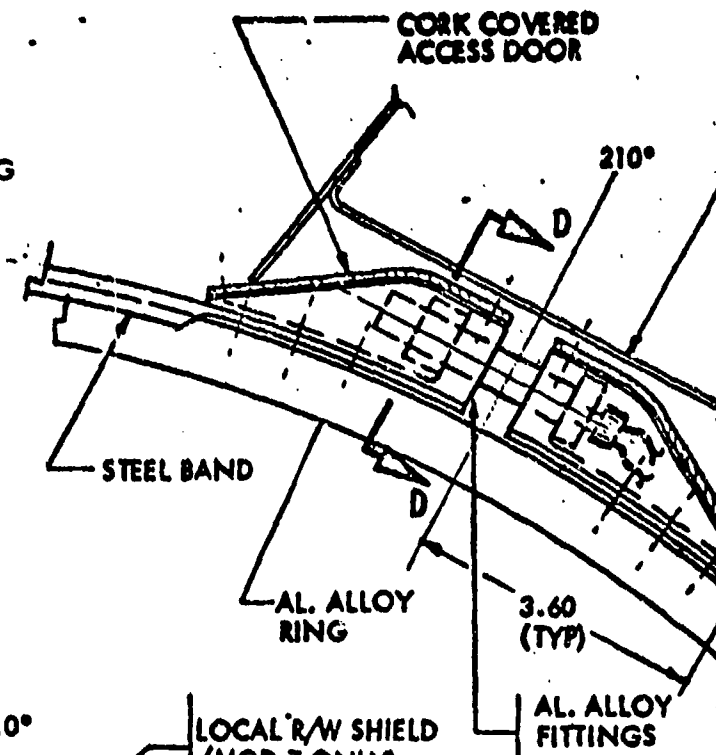 CORK COVERED
ACCESS DOOR
210°
G
D
STEEL BAND
D
AL. ALLOY
RING
3.60
(TYP)
0°
LOCAL R/W SHIELD
AL. ALLOY
FITTINGS